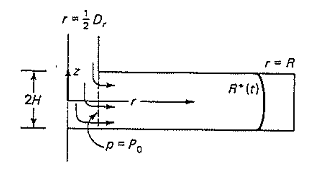 r = ½ D_r
r = R
z
R*(t)
2H
r
p = P₀